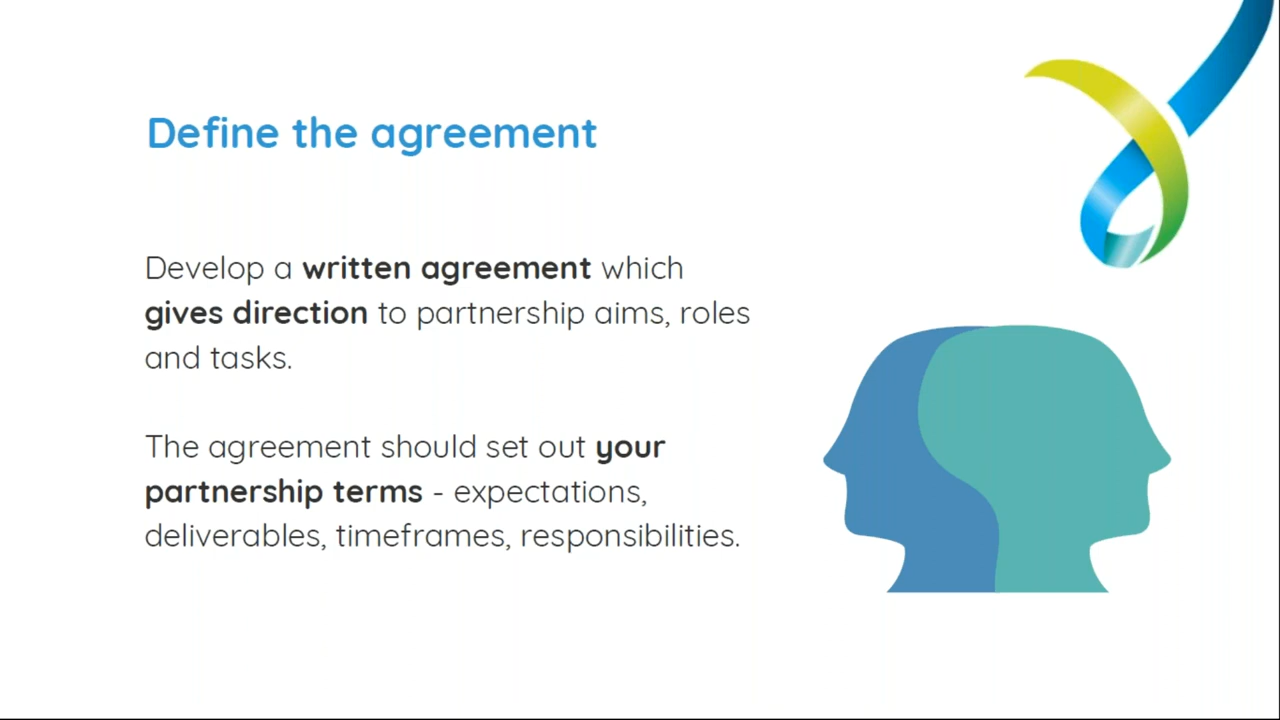 Define the agreement
Develop a written agreement which
gives direction to partnership aims, roles
and tasks.
The agreement should set out your
partnership terms - expectations,
deliverables, timeframes, responsibilities.